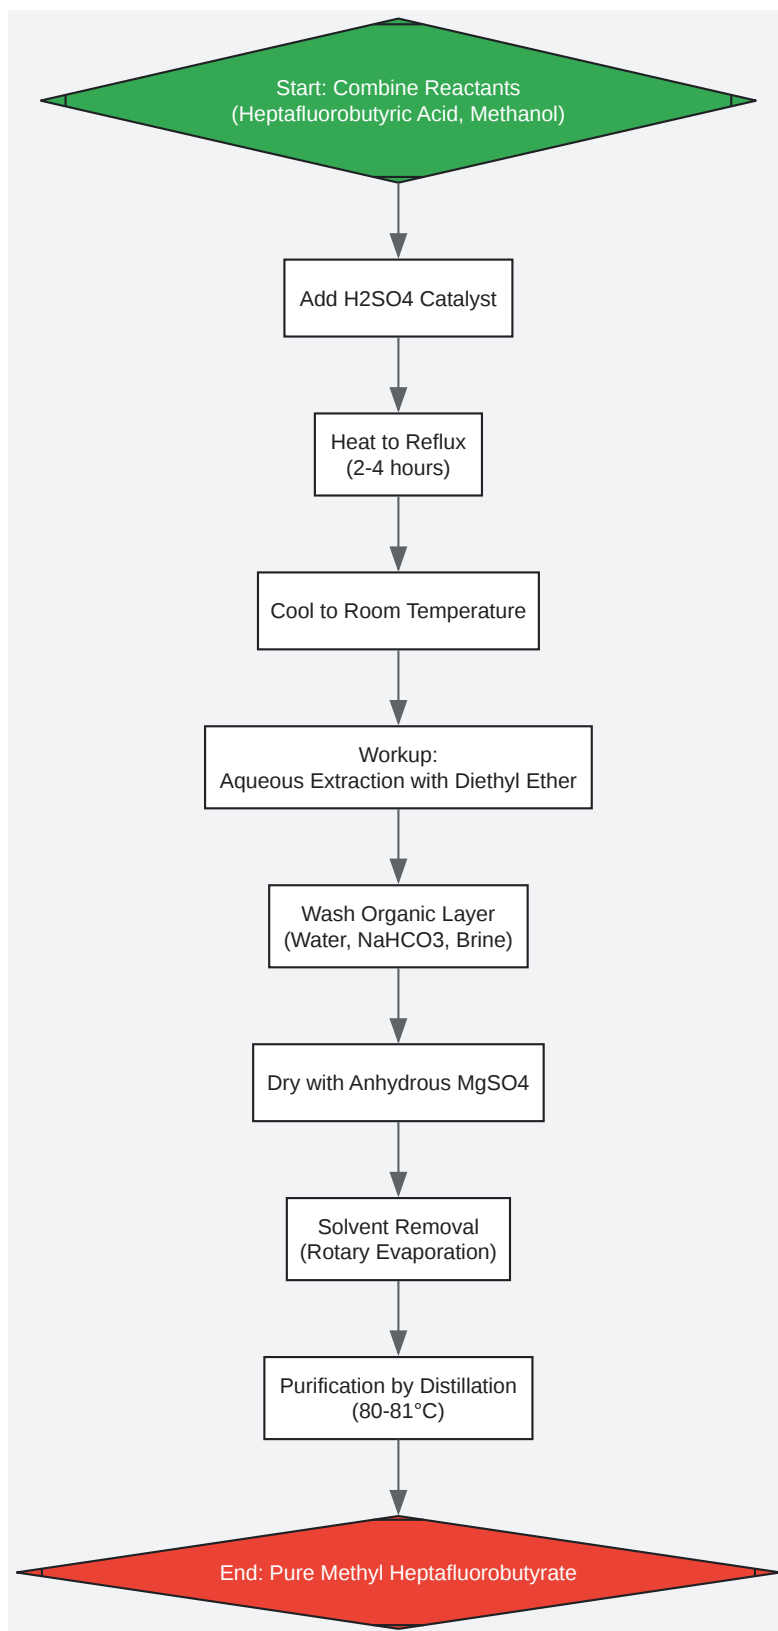 Start: Combine Reactants
(Heptafluorobutyric Acid, Methanol)
Add H2SO4 Catalyst
Heat to Reflux
(2-4 hours)
Cool to Room Temperature
Workup:
Aqueous Extraction with Diethyl Ether
Wash Organic Layer
(Water, NaHCO3, Brine)
Dry with Anhydrous MgSO4
Solvent Removal
(Rotary Evaporation)
Purification by Distillation
(80-81°C)
End: Pure Methyl Heptafluorobutyrate